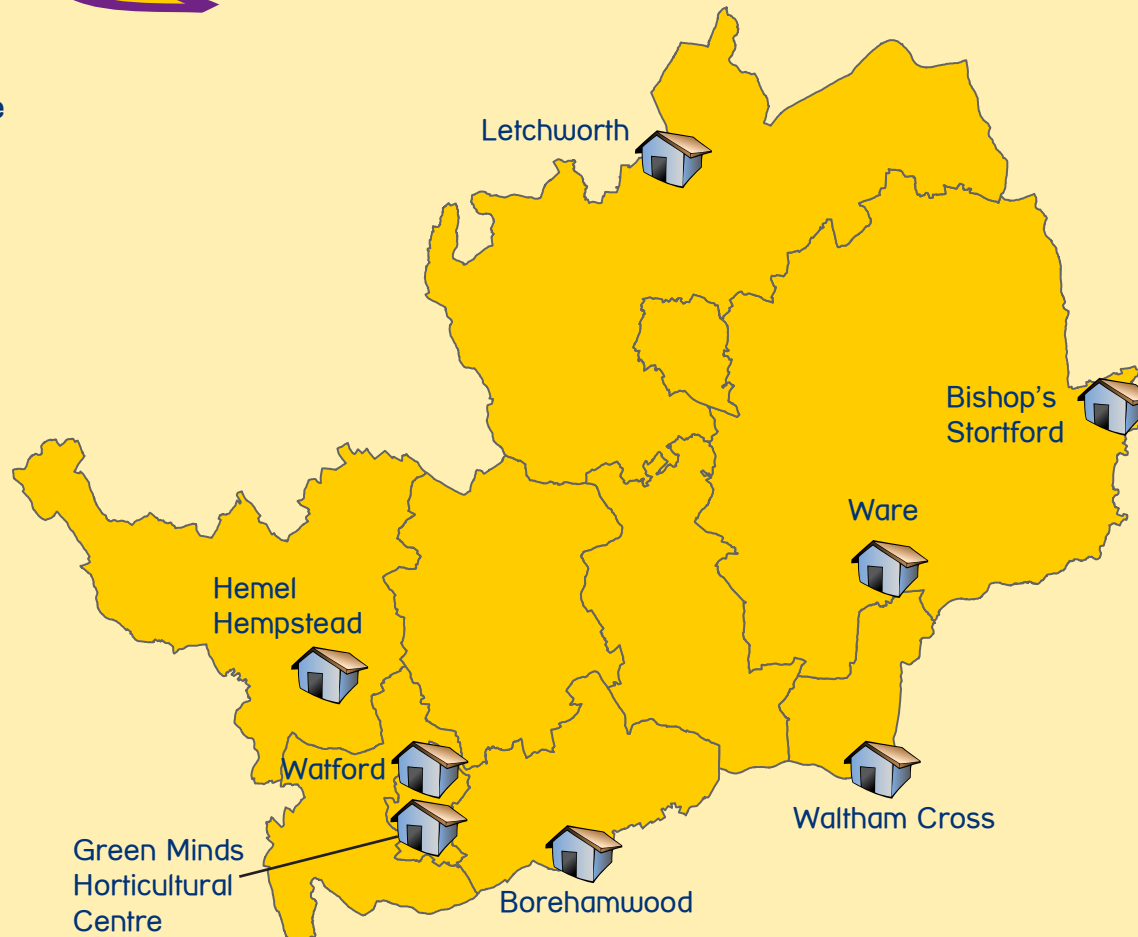 Letchworth
Bishop's
Stortford
Ware
Hemel
Hempstead
Watford
Waltham Cross
Green Minds
Horticultural
Centre
Borehamwood